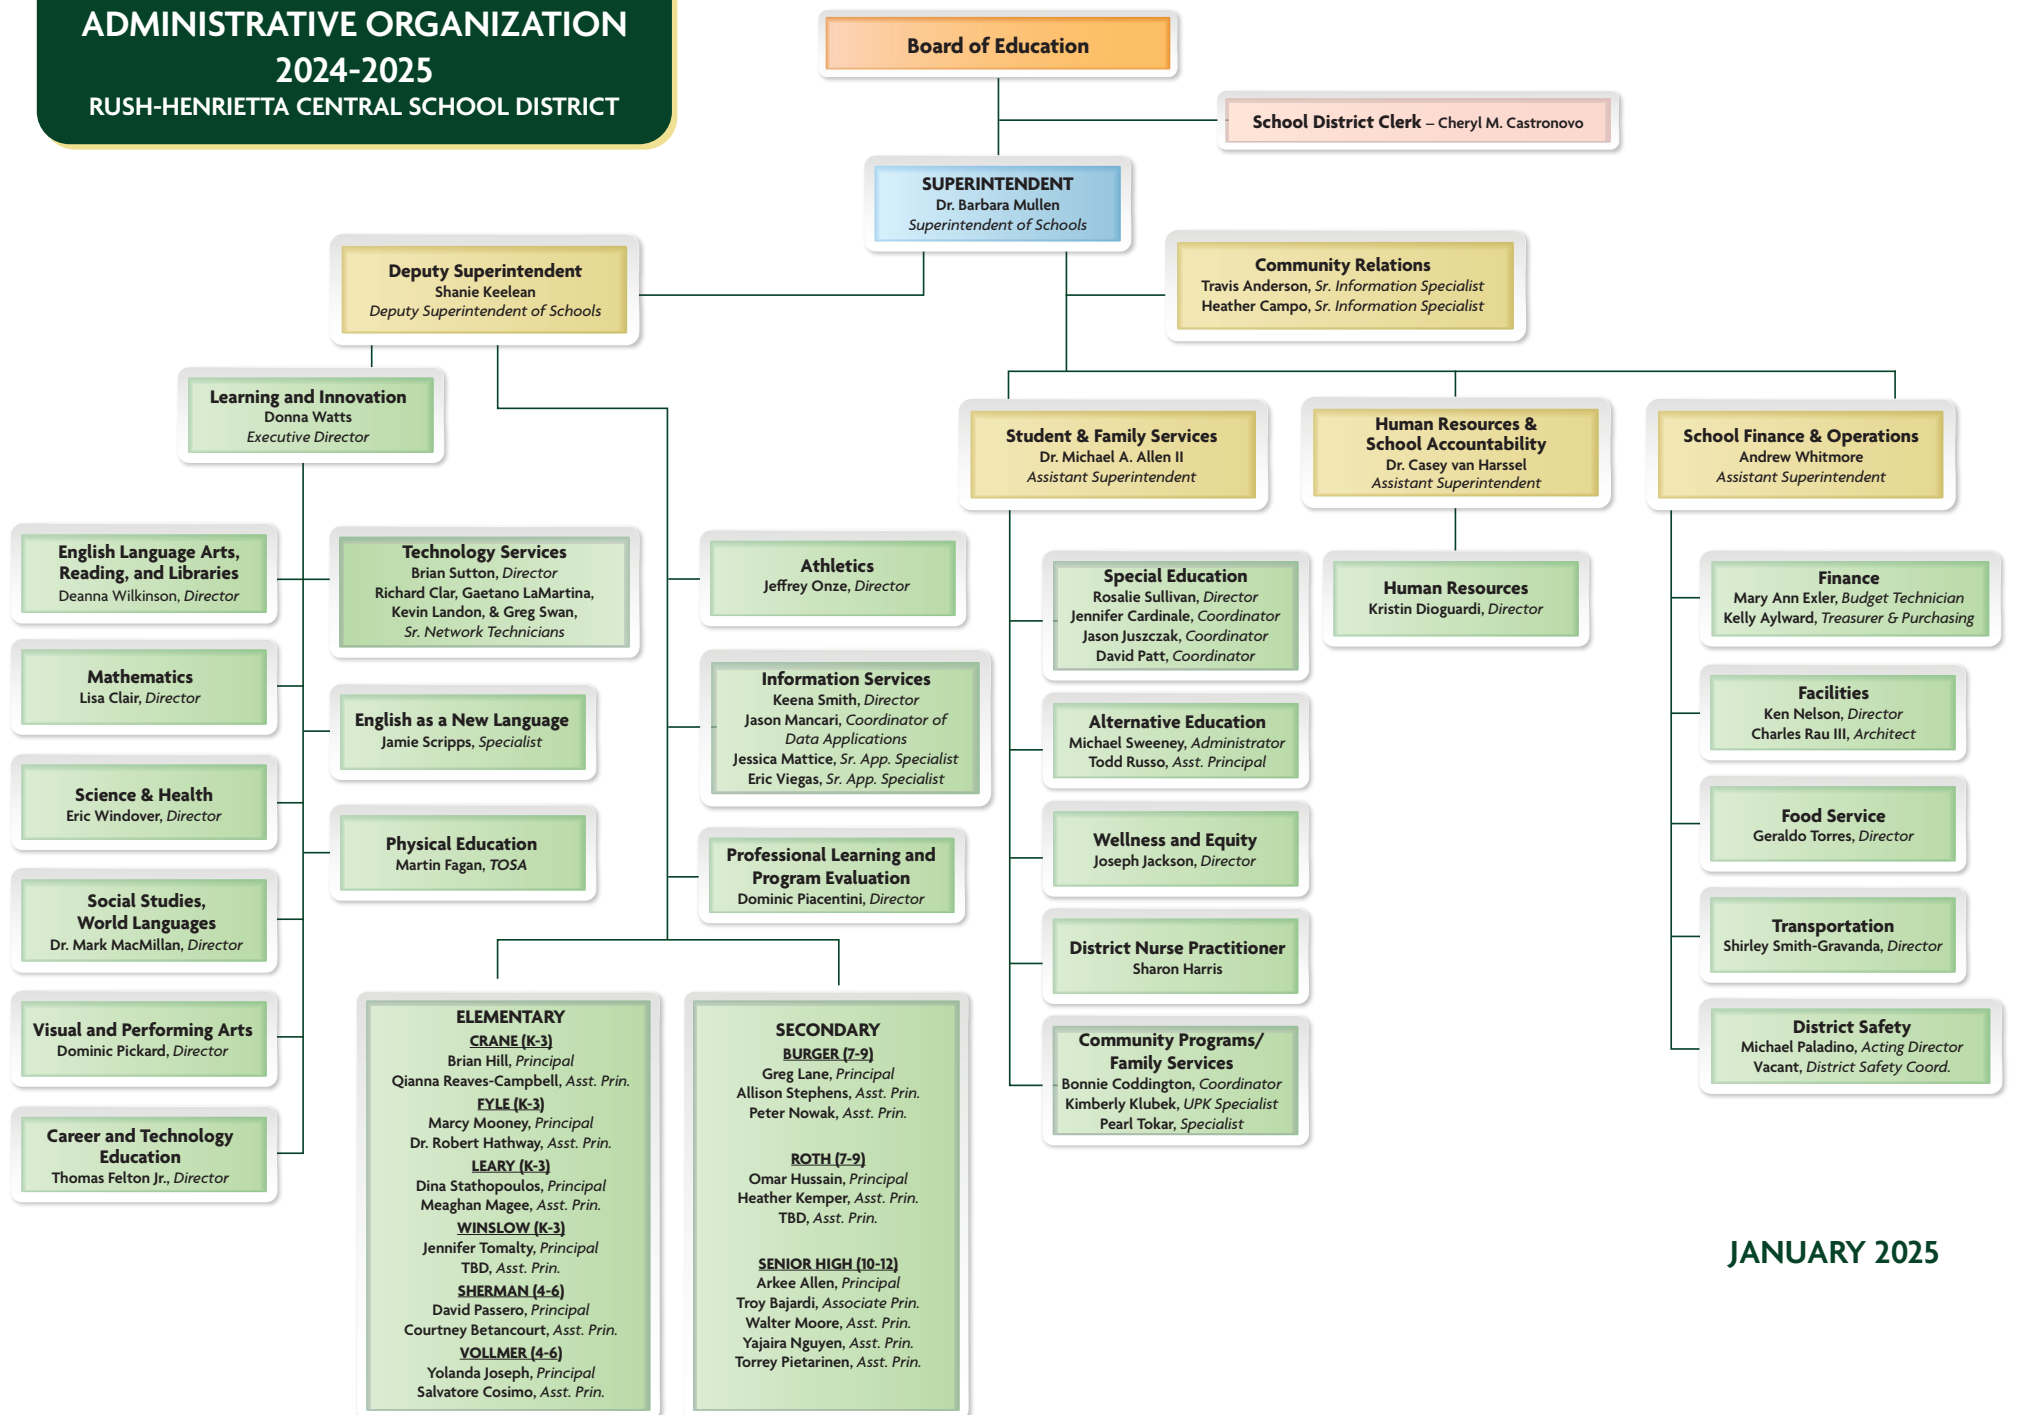 ADMINISTRATIVE ORGANIZATION
2024-2025
RUSH-HENRIETTA CENTRAL SCHOOL DISTRICT
Board of Education
School District Clerk – Cheryl M. Castronovo
SUPERINTENDENT
Dr. Barbara Mullen
Superintendent of Schools
Deputy Superintendent
Shanie Keelean
Deputy Superintendent of Schools
Community Relations
Travis Anderson, Sr. Information Specialist
Heather Campo, Sr. Information Specialist
Learning and Innovation
Donna Watts
Executive Director
Student & Family Services
Dr. Michael A. Allen II
Assistant Superintendent
Human Resources &
School Accountability
Dr. Casey van Harssel
Assistant Superintendent
School Finance & Operations
Andrew Whitmore
Assistant Superintendent
English Language Arts,
Reading, and Libraries
Deanna Wilkinson, Director
Mathematics
Lisa Clair, Director
Science & Health
Eric Windover, Director
Social Studies,
World Languages
Dr. Mark MacMillan, Director
Visual and Performing Arts
Dominic Pickard, Director
Career and Technology
Education
Thomas Felton Jr., Director
Technology Services
Brian Sutton, Director
Richard Clar, Gaetano LaMartina,
Kevin Landon, & Greg Swan,
Sr. Network Technicians
English as a New Language
Jamie Scripps, Specialist
Physical Education
Martin Fagan, TOSA
Athletics
Jeffrey Onze, Director
Information Services
Keena Smith, Director
Jason Mancari, Coordinator of
Data Applications
Jessica Mattice, Sr. App. Specialist
Eric Viegas, Sr. App. Specialist
Professional Learning and
Program Evaluation
Dominic Piacentini, Director
ELEMENTARY
CRANE (K-3)
Brian Hill, Principal
Qianna Reaves-Campbell, Asst. Prin.
FYLE (K-3)
Marcy Mooney, Principal
Dr. Robert Hathway, Asst. Prin.
LEARY (K-3)
Dina Stathopoulos, Principal
Meaghan Magee, Asst. Prin.
WINSLOW (K-3)
Jennifer Tomalty, Principal
TBD, Asst. Prin.
SHERMAN (4-6)
David Passero, Principal
Courtney Betancourt, Asst. Prin.
VOLLMER (4-6)
Yolanda Joseph, Principal
Salvatore Cosimo, Asst. Prin.
SECONDARY
BURGER (7-9)
Greg Lane, Principal
Allison Stephens, Asst. Prin.
Peter Nowak, Asst. Prin.
ROTH (7-9)
Omar Hussain, Principal
Heather Kemper, Asst. Prin.
TBD, Asst. Prin.
SENIOR HIGH (10-12)
Arkee Allen, Principal
Troy Bajardi, Associate Prin.
Walter Moore, Asst. Prin.
Yajaira Nguyen, Asst. Prin.
Torrey Pietarinen, Asst. Prin.
Special Education
Rosalie Sullivan, Director
Jennifer Cardinale, Coordinator
Jason Juszczak, Coordinator
David Patt, Coordinator
Alternative Education
Michael Sweeney, Administrator
Todd Russo, Asst. Principal
Wellness and Equity
Joseph Jackson, Director
District Nurse Practitioner
Sharon Harris
Community Programs/
Family Services
Bonnie Coddington, Coordinator
Kimberly Klubek, UPK Specialist
Pearl Tokar, Specialist
Human Resources
Kristin Dioguardi, Director
Finance
Mary Ann Exler, Budget Technician
Kelly Aylward, Treasurer & Purchasing
Facilities
Ken Nelson, Director
Charles Rau III, Architect
Food Service
Geraldo Torres, Director
Transportation
Shirley Smith-Gravanda, Director
District Safety
Michael Paladino, Acting Director
Vacant, District Safety Coord.
JANUARY 2025